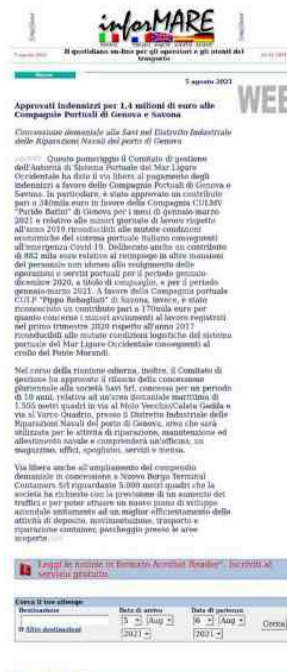 inforMARE
Il quotidiano on-line per gli operatori e gli utenti del
trasporto
5 agosto 2021
WEE
Approvati indennizzi per 1,4 milioni di euro alle
Compagnie Portuali di Genova e Savona
Concessione demaniale alla Savi nel Distretto Industriale
delle Riparazioni Navali del porto di Genova
Questo pomeriggio il Comitato di gestione
dell'Autorità di Sistema Portuale del Mar Ligure
Occidentale ha dato il via libera al pagamento degli
indennizzi a favore delle Compagnie Portuali di Genova e
Savona. In particolare, è stato approvato un contributo
pari a 340mila euro in favore della Compagnia CULMV
"Paride Batini" di Genova per i mesi di gennaio-marzo
2021 e relativo alle minori giornate di lavoro rispetto
all'anno 2019 riconducibili alle mutate condizioni
economiche del sistema portuale italiano conseguenti
all'emergenza Covid-19. Deliberato anche un contributo
di 882 mila euro relativo al reimpiego in altre mansioni
del personale non idoneo allo svolgimento delle
operazioni e servizi portuali per il periodo gennaio-
dicembre 2020, a titolo di conguaglio, e per il periodo
gennaio-marzo 2021. A favore della Compagnia portuale
CULP "Pippo Rebagliati" di Savona, invece, è stato
riconosciuto un contributo pari a 170mila euro per
quanto concerne i minori avviamenti al lavoro registrati
nel primo trimestre 2020 rispetto all'anno 2017
riconducibili alle mutate condizioni logistiche del sistema
portuale del Mar Ligure Occidentale conseguenti al
crollo del Ponte Morandi.
Nel corso della riunione odierna, inoltre, il Comitato di
gestione ha approvato il rilascio della concessione
pluriennale alla società Savi Srl, concessa per un periodo
di 10 anni, relativa ad un'area demaniale marittima di
1.555 metri quadri in via al Molo Vecchio/Calata Gadda e
via al Varco Quadrio, presso il Distretto Industriale delle
Riparazioni Navali del porto di Genova, area che sarà
utilizzata per le attività di riparazione, manutenzione ed
allestimento navale e comprenderà un'officina, un
magazzino, uffici, spogliatoi, servizi e mensa.
Via libera anche all'ampliamento del compendio
demaniale in concessione a Nuovo Borgo Terminal
Containers Srl riguardante 5.000 metri quadri che la
società ha richiesto con la previsione di un aumento dei
traffici e per poter attuare un nuovo piano di sviluppo
aziendale unitamente ad un miglior efficientamento delle
attività di deposito, movimentazione, trasporto e
riparazione container, parcheggio presso le aree
scoperte.
Leggi le notizie in formato Acrobat Reader®. Iscriviti al
servizio gratuito.
Cerca il tuo albergo
Destinazione Data di arrivo Data di partenza
5 Aug 6 Aug Cerca
Altre destinazioni 2021 2021